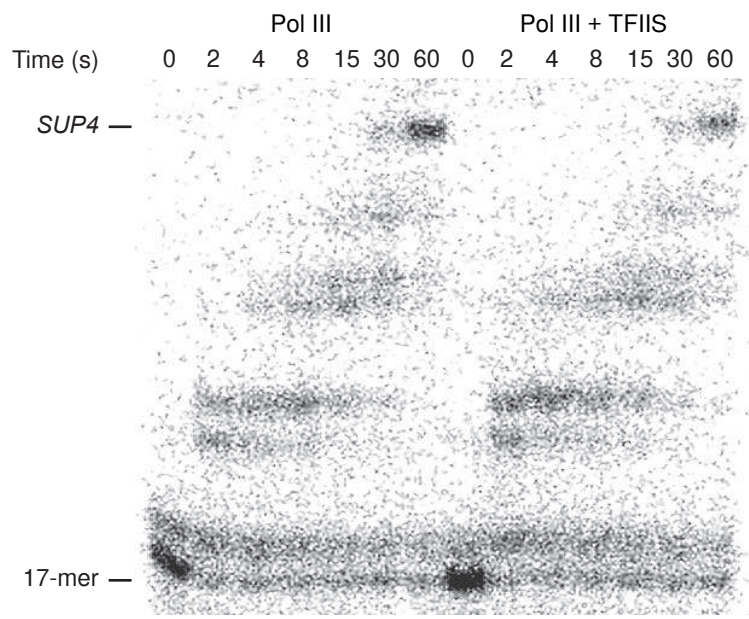 Pol III Pol III + TFIIS
Time (s) 0 2 4 8 15 30 60 0 2 4 8 15 30 60
SUP4
17-mer